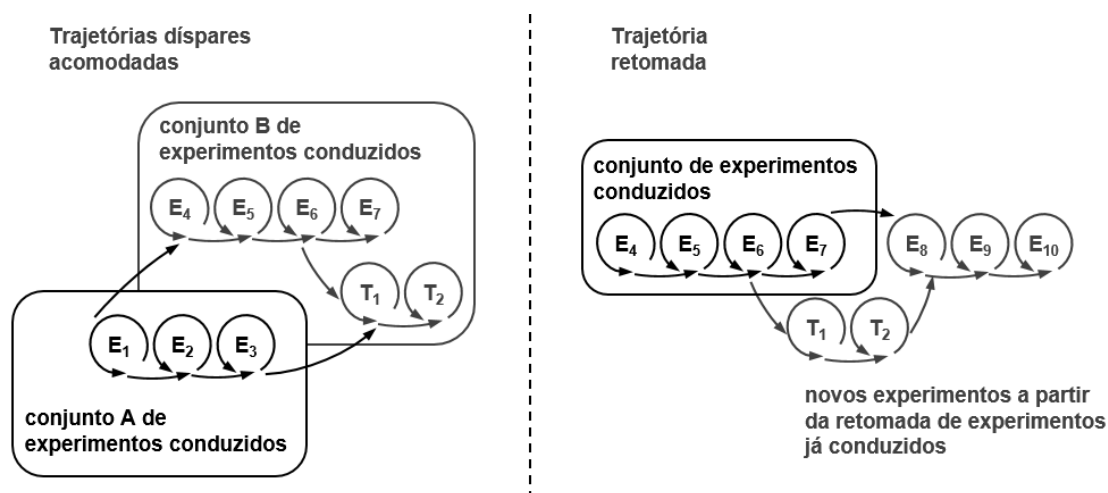 Trajetórias díspares
acomodadas
conjunto B de
experimentos conduzidos
E4 E5 E6 E7
T1 T2
E1 E2 E3
conjunto A de
experimentos conduzidos
Trajetória
retomada
conjunto de experimentos
conduzidos
E4 E5 E6 E7 E8 E9 E10
T1 T2
novos experimentos a partir
da retomada de experimentos
já conduzidos